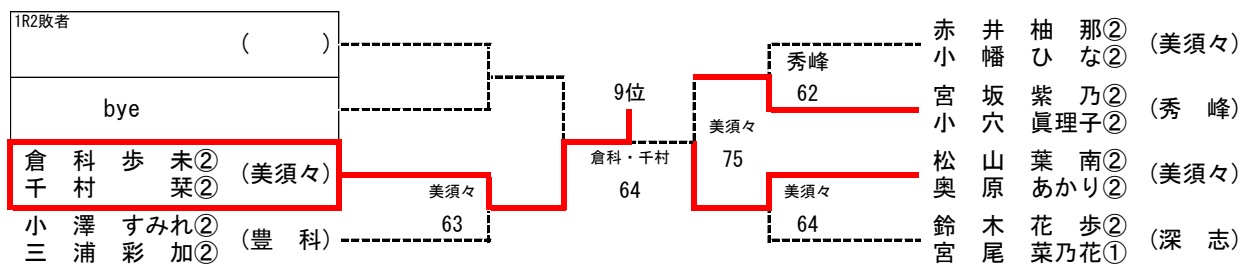 1R2敗者
(　　)
bye
倉科歩未②
千村栞②
(美須々)
小澤すみれ②
三浦彩加②
(豊科)
美須々
63
9位
倉科・千村
64
秀峰
62
美須々
75
美須々
64
赤井柚那②
小幡ひな②
(美須々)
宮坂紫乃②
小穴眞理子②
(秀峰)
松山葉南②
奥原あかり②
(美須々)
鈴木花歩②
宮尾菜乃花①
(深志)